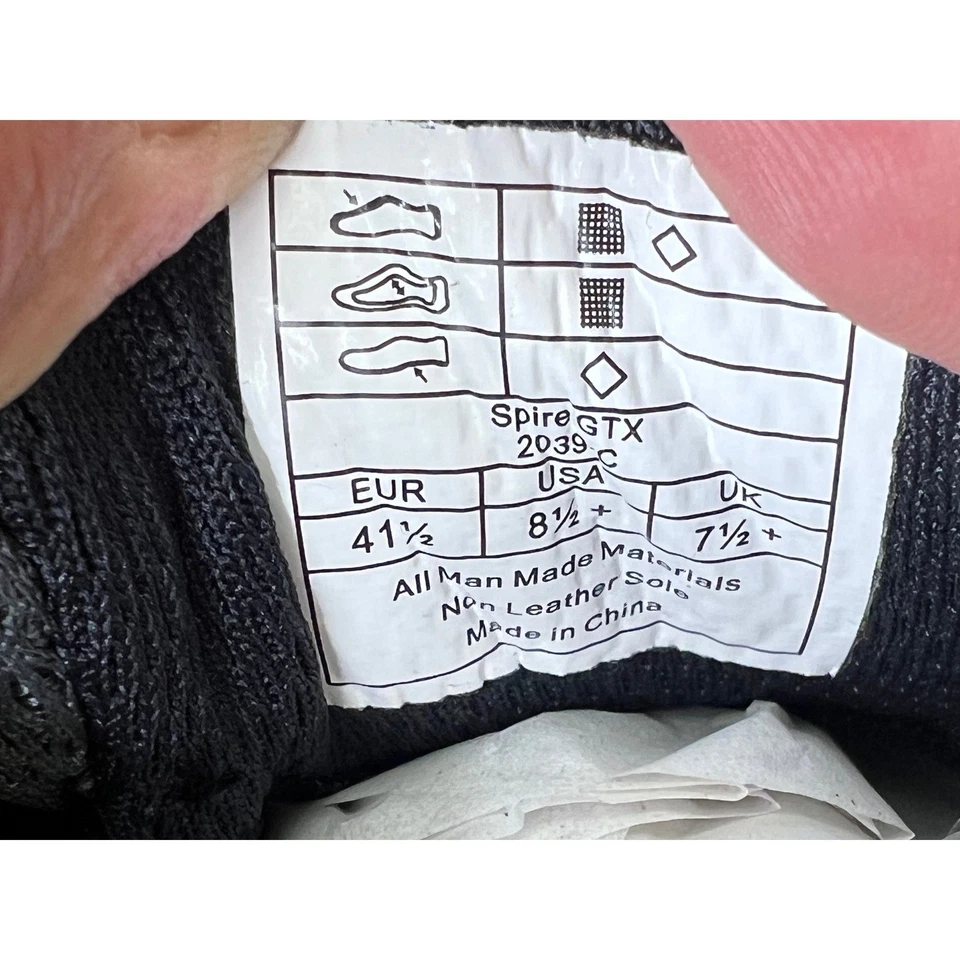 Spire GTX
2039-C
EUR USA UK
41½ 8½ + 7½ +
All Man Made Materials
Non Leather Sole
Made in China